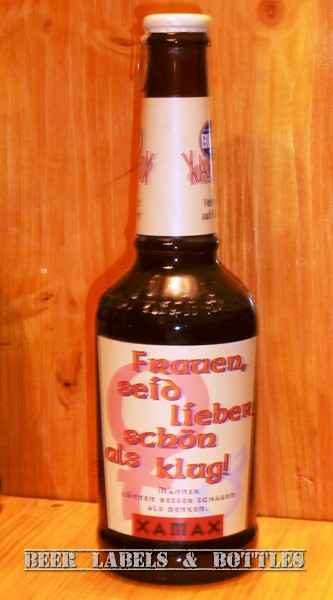 Frauen,
seid
lieber
schön
als klug!
MÄNNER
KÖNNEN BESSER SCHAUEN
ALS DENKEN.
XAMAX
BEER LABELS & BOTTLES